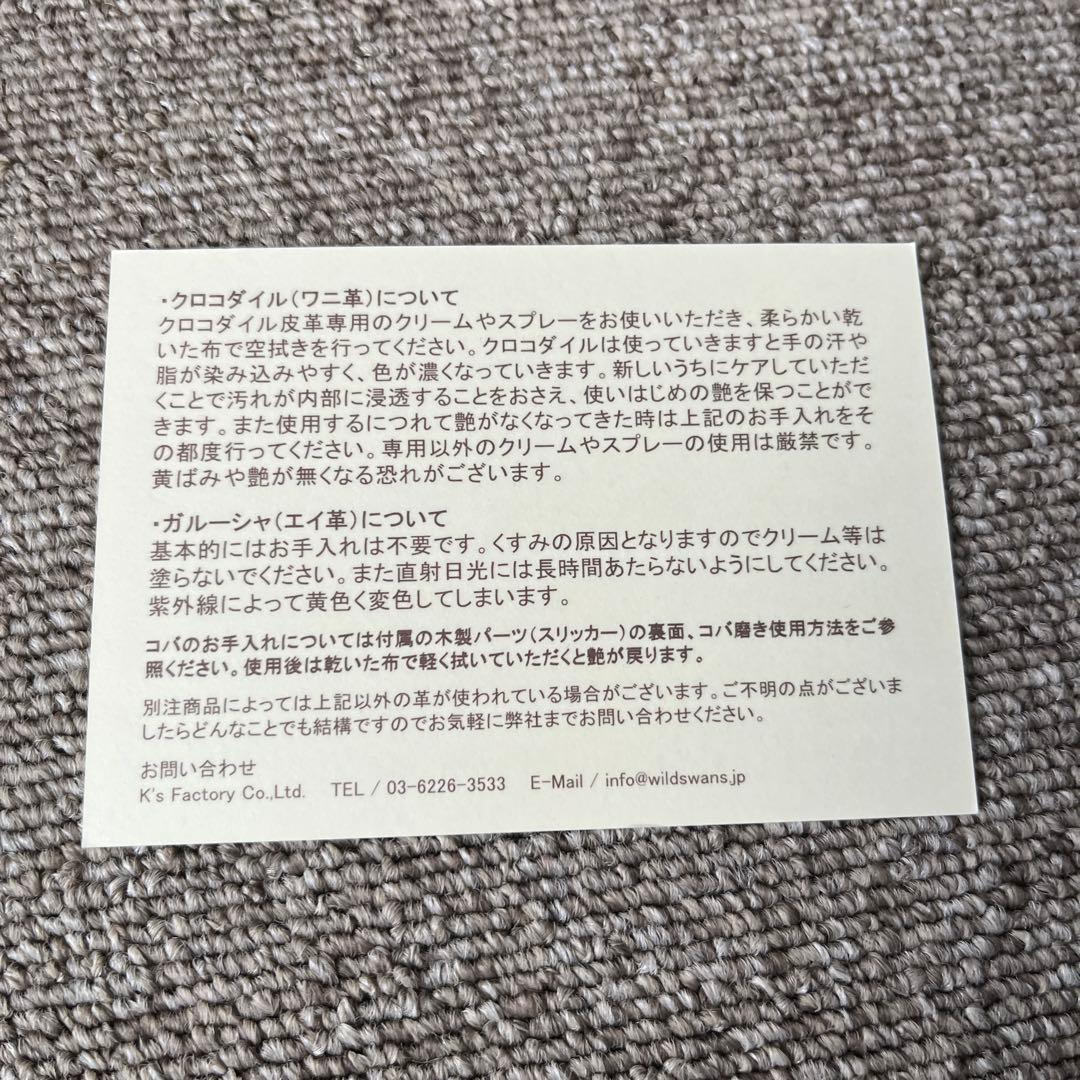 ・クロコダイル（ワニ革）について
クロコダイル皮革専用のクリームやスプレーをお使いいただき、柔らかい乾
いた布で空拭きを行ってください。クロコダイルは使っていきますと手の汗や
脂が染み込みやすく、色が濃くなっていきます。新しいうちにケアしていただ
くことで汚れが内部に浸透することをおさえ、使いはじめの艶を保つことがで
きます。また使用するにつれて艶がなくなってきた時は上記のお手入れをそ
の都度行ってください。専用以外のクリームやスプレーの使用は厳禁です。
黄ばみや艶が無くなる恐れがございます。
・ガルーシャ（エイ革）について
基本的にはお手入れは不要です。くすみの原因となりますのでクリーム等は
塗らないでください。また直射日光には長時間あたらないようにしてください。
紫外線によって黄色く変色してしまいます。
コバのお手入れについては付属の木製パーツ（スリッカー）の裏面、コバ磨き使用方法をご参
照ください。使用後は乾いた布で軽く拭いていただくと艶が戻ります。
別注商品によっては上記以外の革が使われている場合がございます。ご不明の点がございま
したらどんなことでも結構ですのでお気軽に弊社までお問い合わせください。
お問い合わせ
K's Factory Co.,Ltd. TEL / 03-6226-3533 E-Mail / info@wildswans.jp